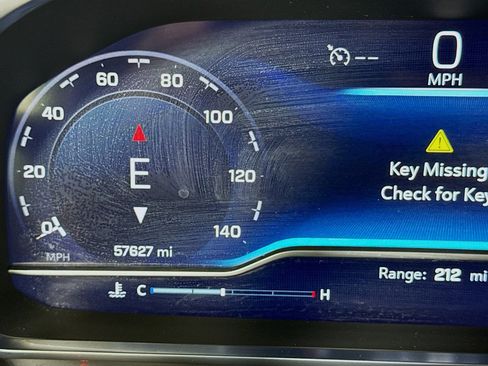 0
MPH
60 80
40 100
20 120
0 140
E
MPH
57627 mi
Key Missing
Check for Key
Range: 212 mi
C H